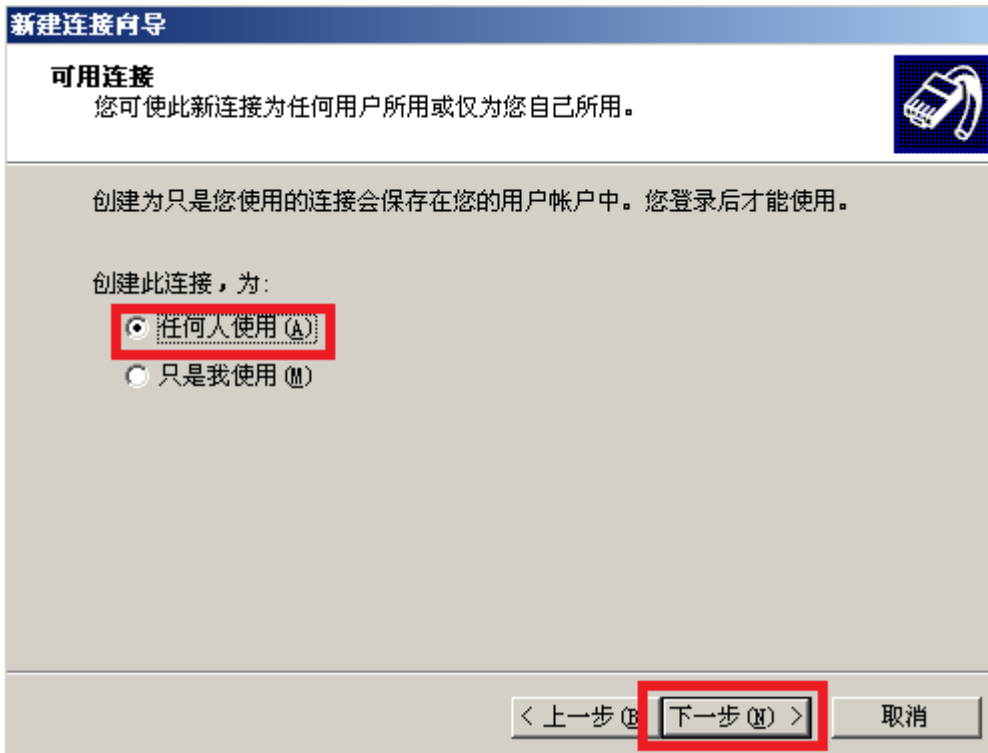 新建连接向导
可用连接
您可使此新连接为任何用户所用或仅为您自己所用。
创建为只是您使用的连接会保存在您的用户帐户中。您登录后才能使用。
创建此连接，为:
任何人使用(A)
只是我使用(M)
< 上一步(B 下一步(N) > 取消